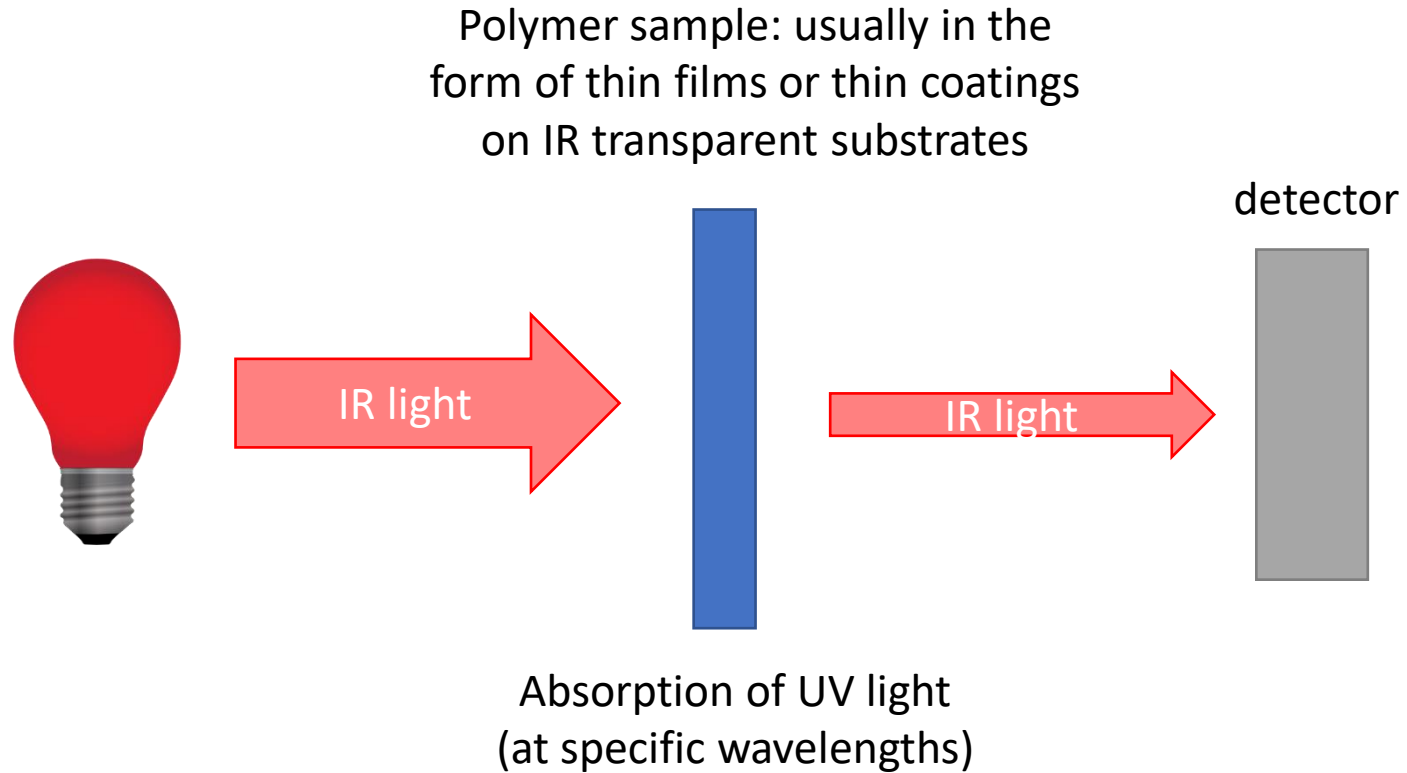 Polymer sample: usually in the
form of thin films or thin coatings
on IR transparent substrates
detector
IR light
IR light
Absorption of UV light
(at specific wavelengths)